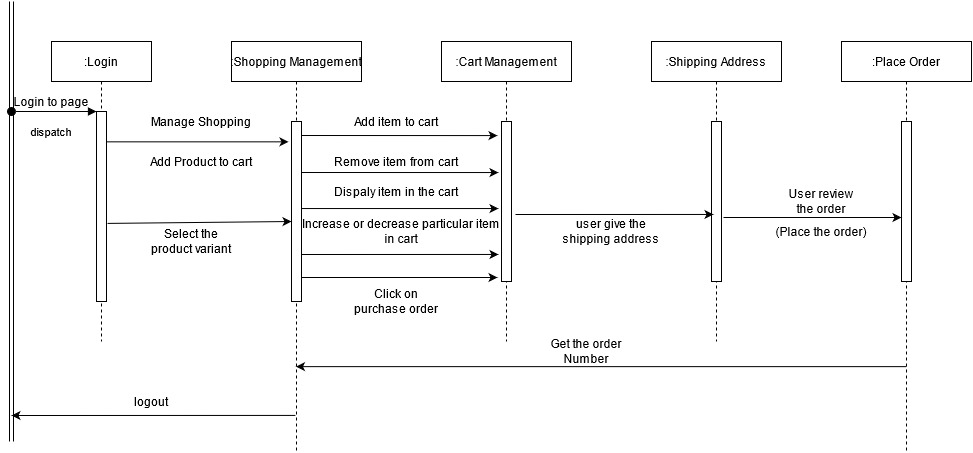 :Login
:Shopping Management
:Cart Management
:Shipping Address
:Place Order
Login to page
dispatch
Manage Shopping
Add Product to cart
Select the
product variant
Add item to cart
Remove item from cart
Dispaly item in the cart
Increase or decrease particular item
in cart
Click on
purchase order
user give the
shipping address
User review
the order
(Place the order)
Get the order
Number
logout